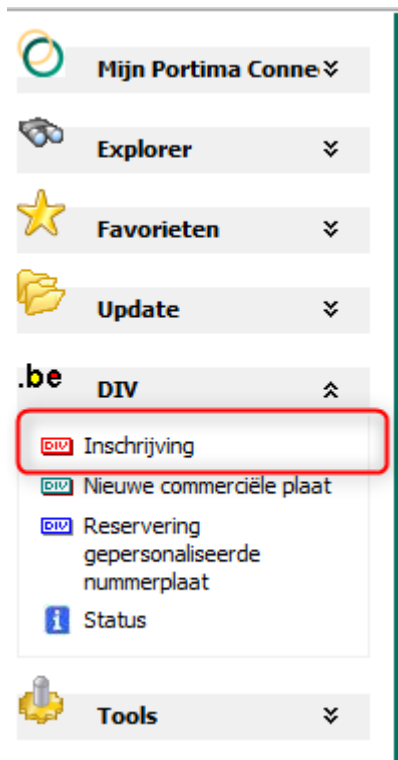 Mijn Portima Conne
Explorer
Favorieten
Update
.be DIV
DIV Inschrijving
DIV Nieuwe commerciële plaat
DIV Reservering
gepersonaliseerde
nummerplaat
i Status
Tools